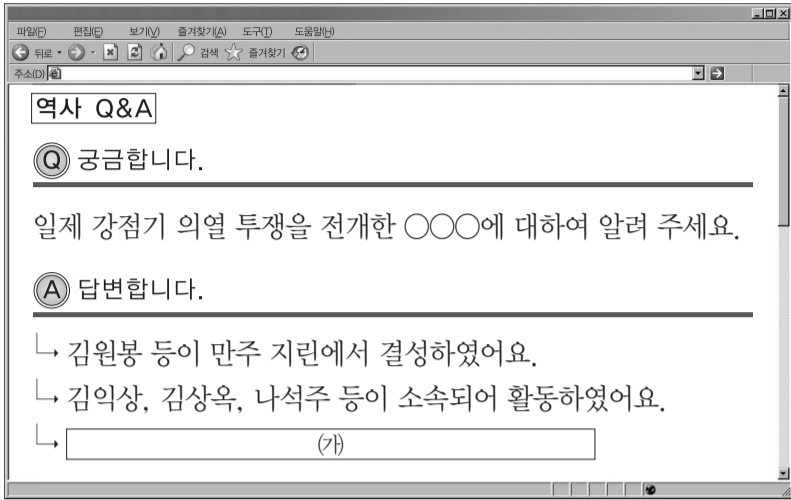 파일(F) 편집(E) 보기(V) 즐겨찾기(A) 도구(T) 도움말(H)
뒤로 검색 즐겨찾기
주소(D)
역사 Q&A
Q 궁금합니다.
일제 강점기 의열 투쟁을 전개한 ○○○에 대하여 알려 주세요.
A 답변합니다.
김원봉 등이 만주 지린에서 결성하였어요.
김익상, 김상옥, 나석주 등이 소속되어 활동하였어요.
(가)